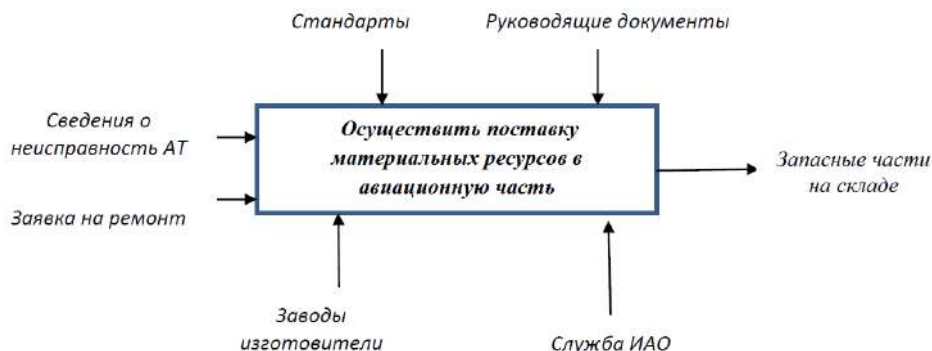 Стандарты
Руководящие документы
Сведения о
неисправность АТ
Заявка на ремонт
Осуществить поставку
материальных ресурсов в
авиационную часть
Запасные части
на складе
Заводы
изготовители
Служба ИАО